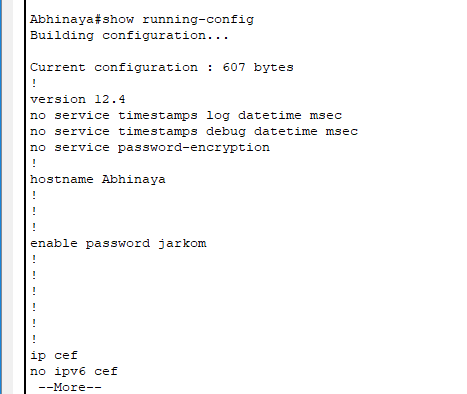 Abhinaya#show running-config
Building configuration...
Current configuration : 607 bytes
!
version 12.4
no service timestamps log datetime msec
no service timestamps debug datetime msec
no service password-encryption
!
hostname Abhinaya
!
!
!
enable password jarkom
!
!
!
!
!
!
ip cef
no ipv6 cef
--More--